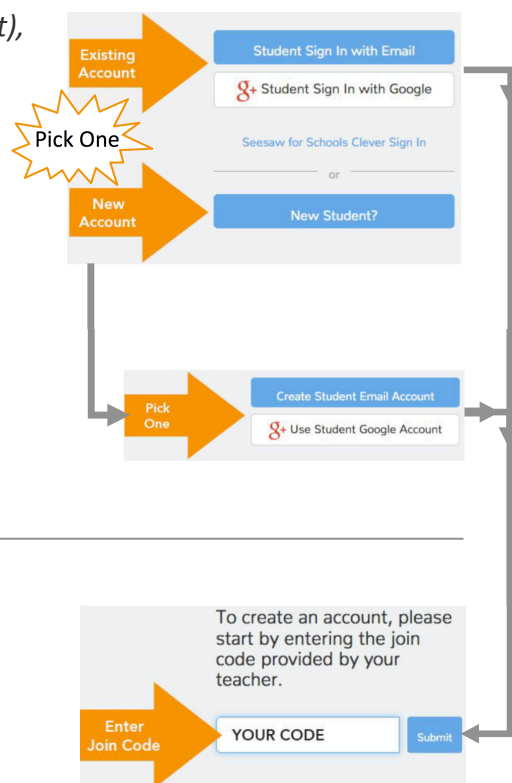 t),
Existing
Account
Student Sign In with Email
g+ Student Sign In with Google
Pick One
Seesaw for Schools Clever Sign In
or
New
Account
New Student?
Pick
One
Create Student Email Account
g+ Use Student Google Account
To create an account, please
start by entering the join
code provided by your
teacher.
Enter
Join Code
YOUR CODE
Submit